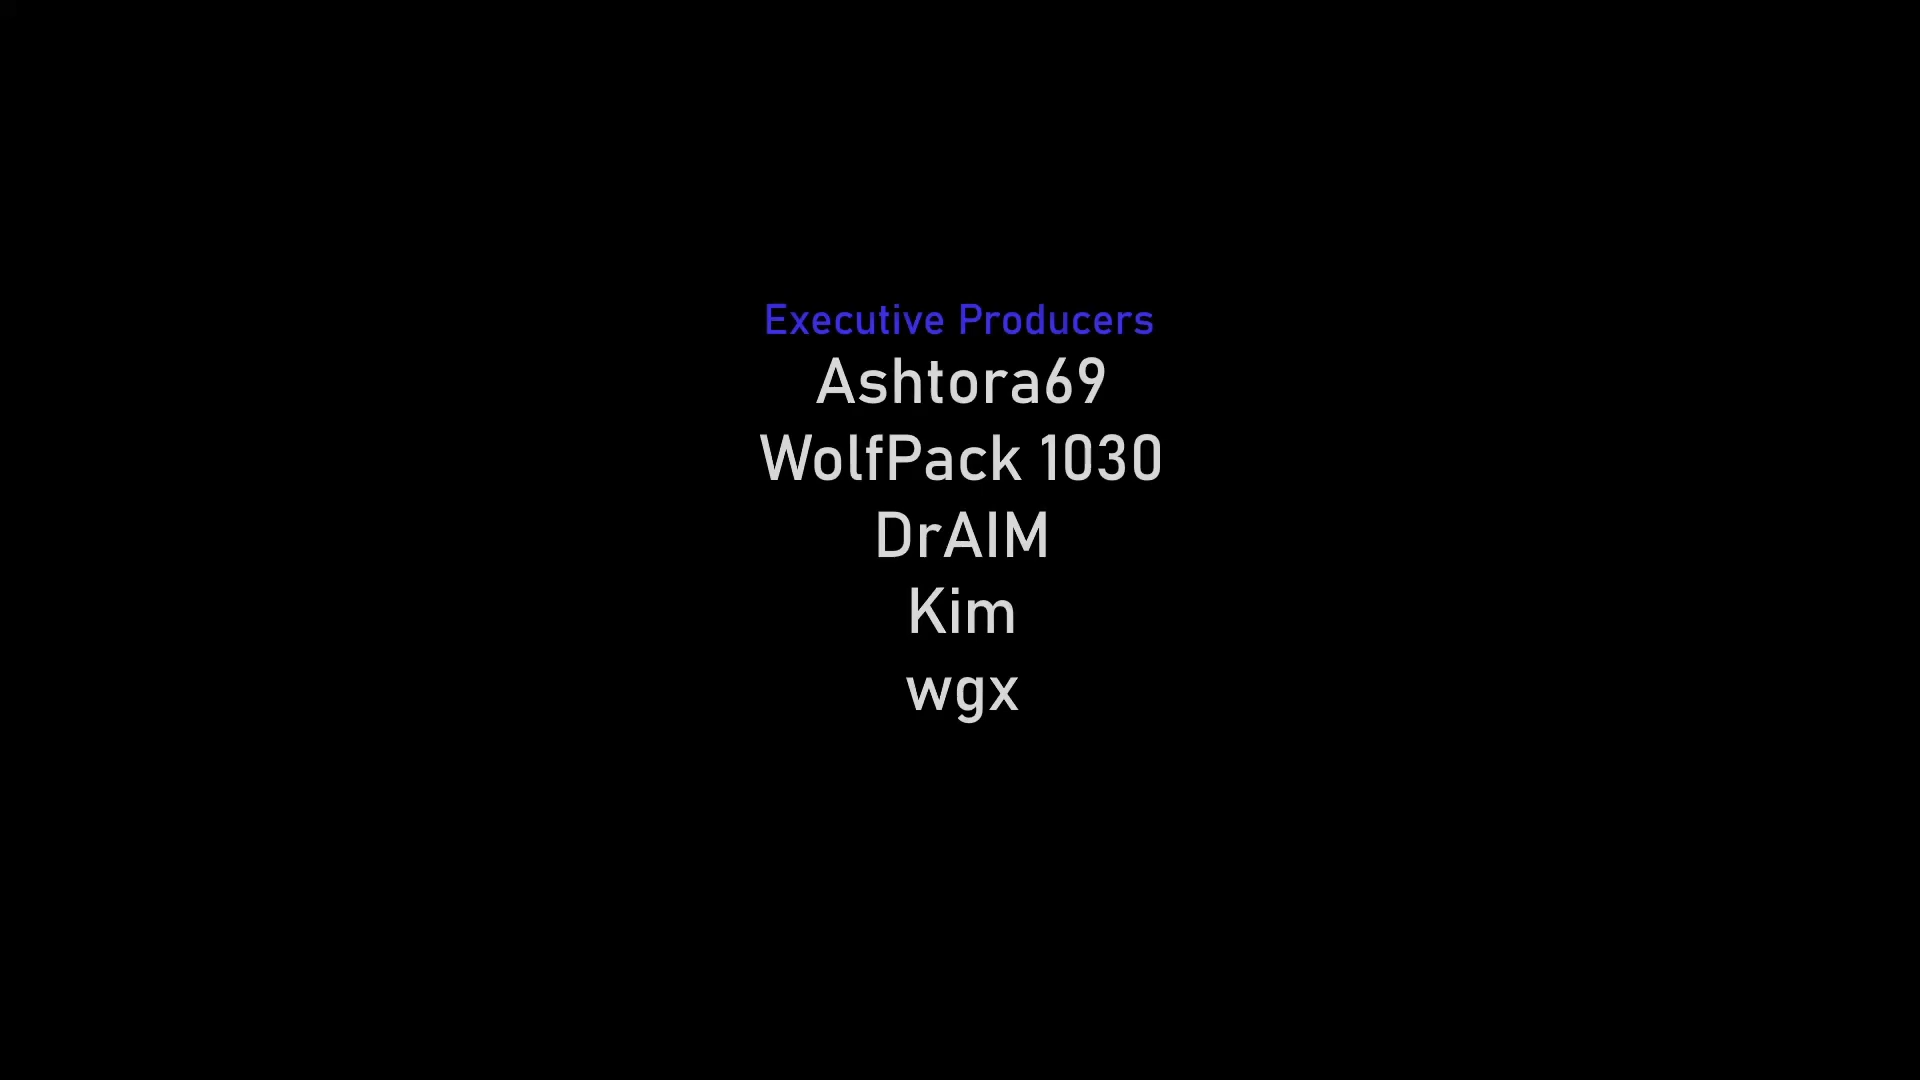 Executive Producers
Ashtora69
WolfPack 1030
DrAIM
Kim
wgx